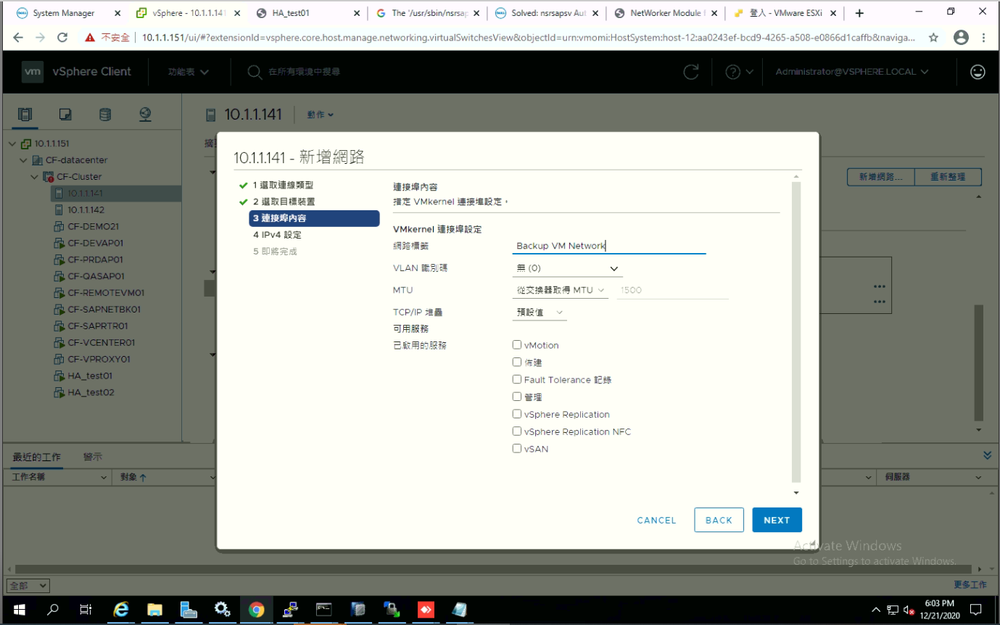 System Manager
vSphere - 10.1.1.141
HA_test01
The '/usr/sbin/nsrsap
Solved: nsrsapsv Aut
NetWorker Module
登入 - VMware ESXi
不安全 10.1.1.151/ui/#?extensionId=vsphere.core.host.manage.networking.virtualSwitchesView&objectId=urn:vmomi:HostSystem:host-12:aa0243ef-bcd9-4265-a508-e0866d1caffb&naviga...
vm vSphere Client 功能表 在所有環境中搜尋 Administrator@VSPHERE.LOCAL
10.1.1.141 動作
10.1.1.151
CF-datacenter
CF-Cluster
10.1.1.141
10.1.1.142
CF-DEMO21
CF-DEVAP01
CF-PRDAP01
CF-QASAP01
CF-REMOTEVM01
CF-SAPNETBK01
CF-SAPRTR01
CF-VCENTER01
CF-VPROXY01
HA_test01
HA_test02
摘
新增網路... 重新整理
10.1.1.141 - 新增網路
1 選取連線類型
2 選取目標裝置
3 連接埠內容
4 IPv4 設定
5 即將完成
連接埠內容
指定 VMkernel 連接埠設定。
VMkernel 連接埠設定
網路標籤 Backup VM Network
VLAN 識別碼 無 (0)
MTU 從交換器取得 MTU 1500
TCP/IP 堆疊 預設值
可用服務
已啟用的服務 vMotion
佈建
Fault Tolerance 記錄
管理
vSphere Replication
vSphere Replication NFC
vSAN
CANCEL BACK NEXT
最近的工作 警示
工作名稱 對象 伺服器
Activate Windows
Go to Settings to activate Windows.
全部 更多工作
6:03 PM
12/21/2020